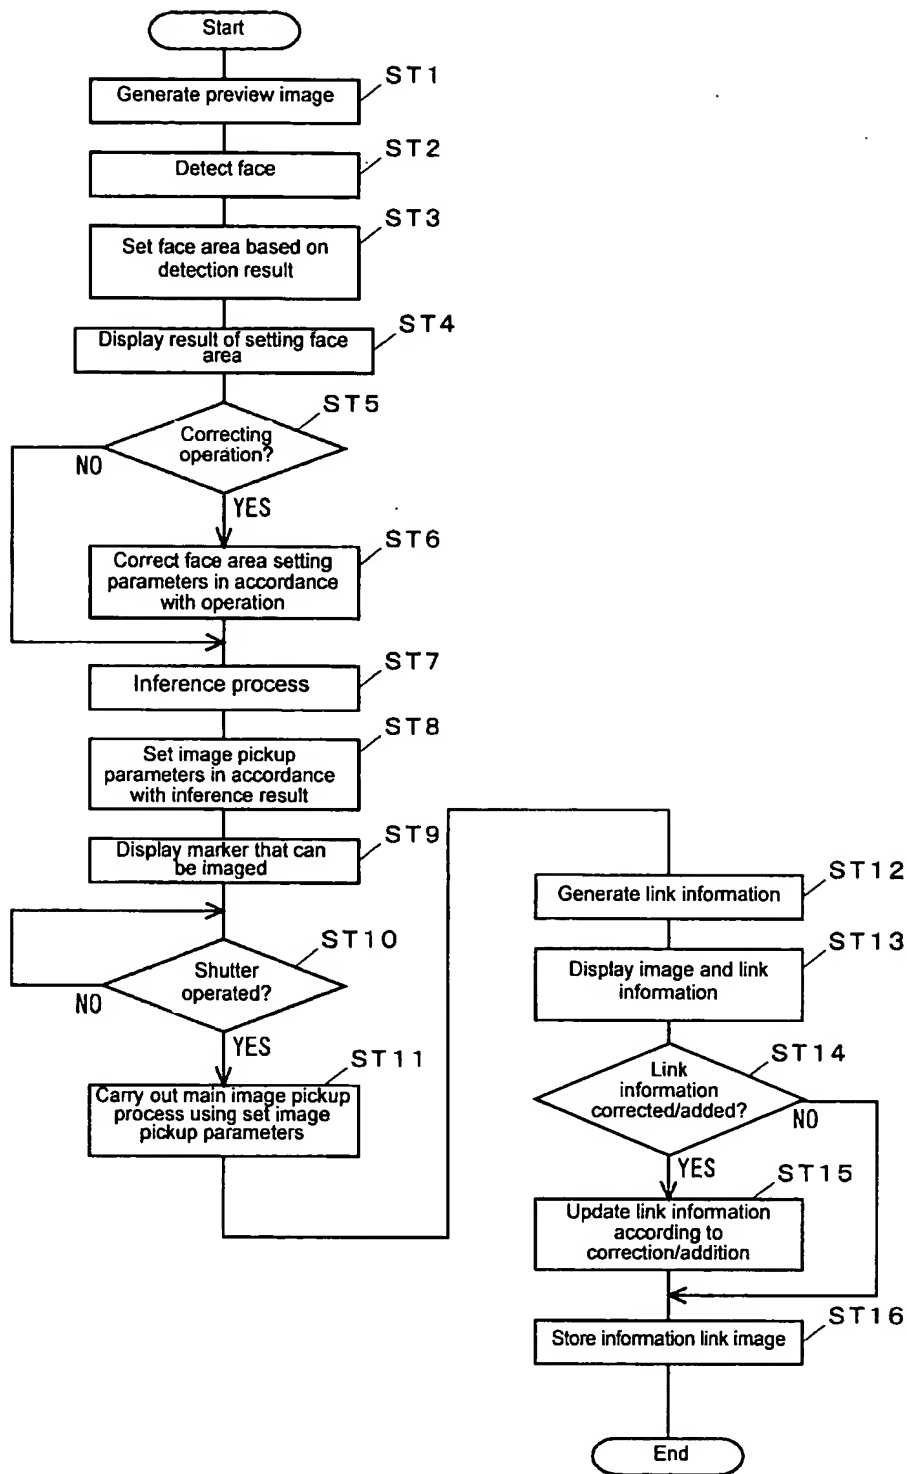 Start
ST1
Generate preview image
ST2
Detect face
ST3
Set face area based on
detection result
ST4
Display result of setting face
area
ST5
Correcting
operation?
NO
YES
ST6
Correct face area setting
parameters in accordance
with operation
ST7
Inference process
ST8
Set image pickup
parameters in accordance
with inference result
ST9
Display marker that can
be imaged
ST10
Shutter
operated?
NO
YES
ST11
Carry out main image pickup
process using set image
pickup parameters
ST12
Generate link information
ST13
Display image and link
information
ST14
Link
information
corrected/added?
NO
YES
ST15
Update link information
according to
correction/addition
ST16
Store information link image
End